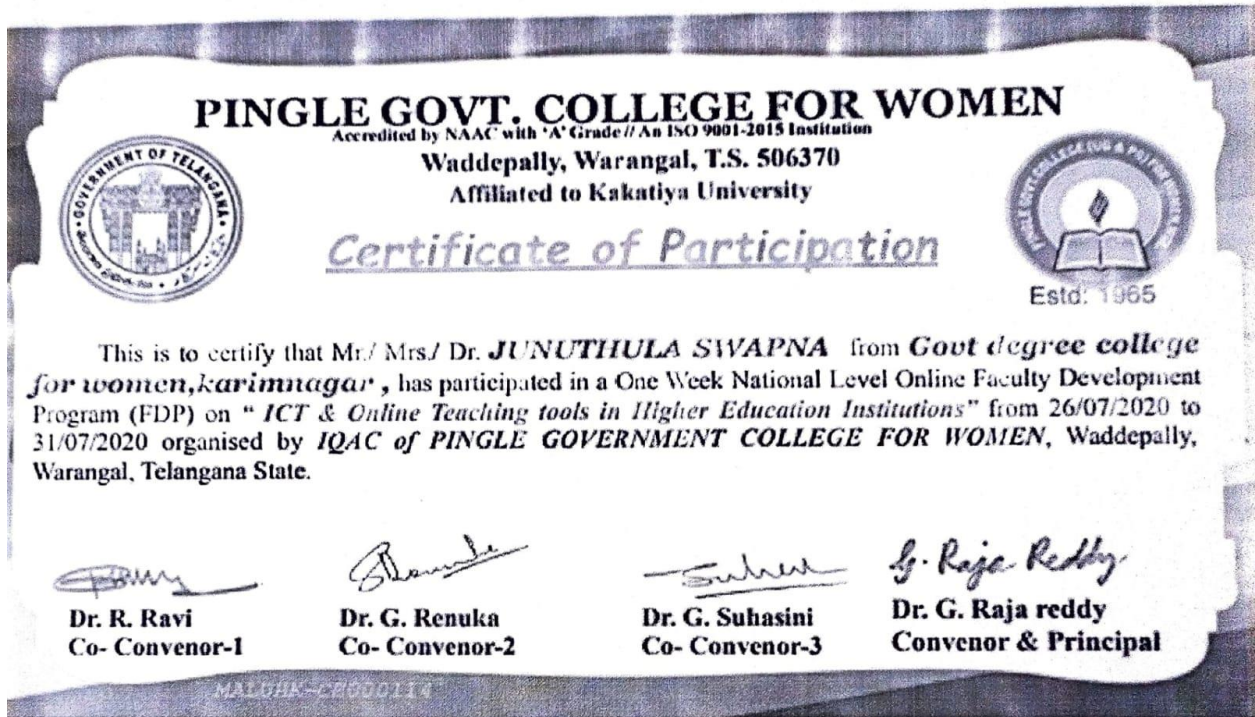 PINGLE GOVT. COLLEGE FOR WOMEN
Accredited by NAAC with 'A' Grade // An ISO 9001-2015 Institution
Waddepally, Warangal, T.S. 506370
Affiliated to Kakatiya University
GOVERNMENT OF TELANGANA
Certificate of Participation
Estd: 1965
This is to certify that Mr./ Mrs./ Dr. JUNUTHULA SWAPNA from Govt degree college
for women,karimnagar , has participated in a One Week National Level Online Faculty Development
Program (FDP) on " ICT & Online Teaching tools in Higher Education Institutions" from 26/07/2020 to
31/07/2020 organised by IQAC of PINGLE GOVERNMENT COLLEGE FOR WOMEN, Waddepally,
Warangal, Telangana State.
G. Raja Reddy
Dr. R. Ravi Dr. G. Renuka Dr. G. Suhasini Dr. G. Raja reddy
Co- Convenor-1 Co- Convenor-2 Co- Convenor-3 Convenor & Principal